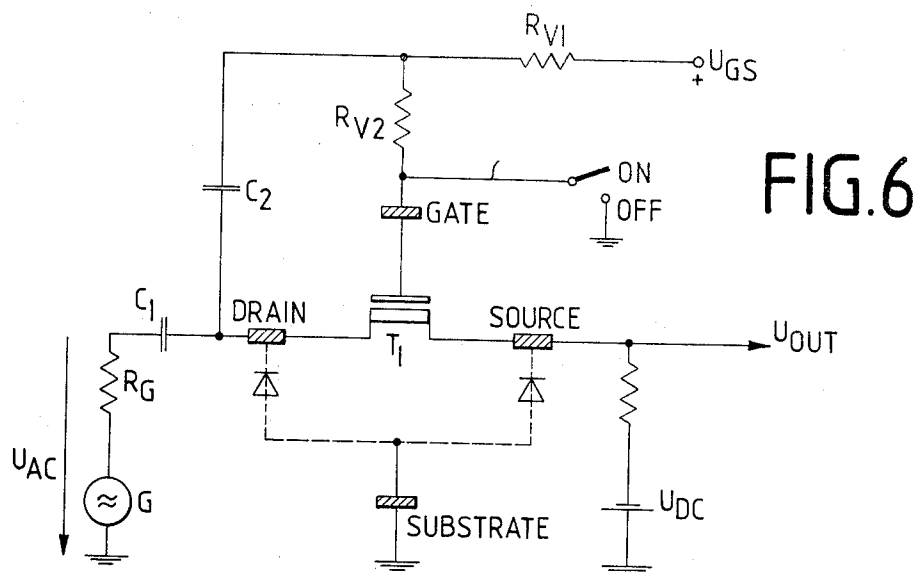 R_V1
U_GS
+
R_V2
ON
FIG.6
C_2
GATE
OFF
C_1
DRAIN
SOURCE
U_OUT
T_1
R_G
U_AC
G
U_DC
SUBSTRATE